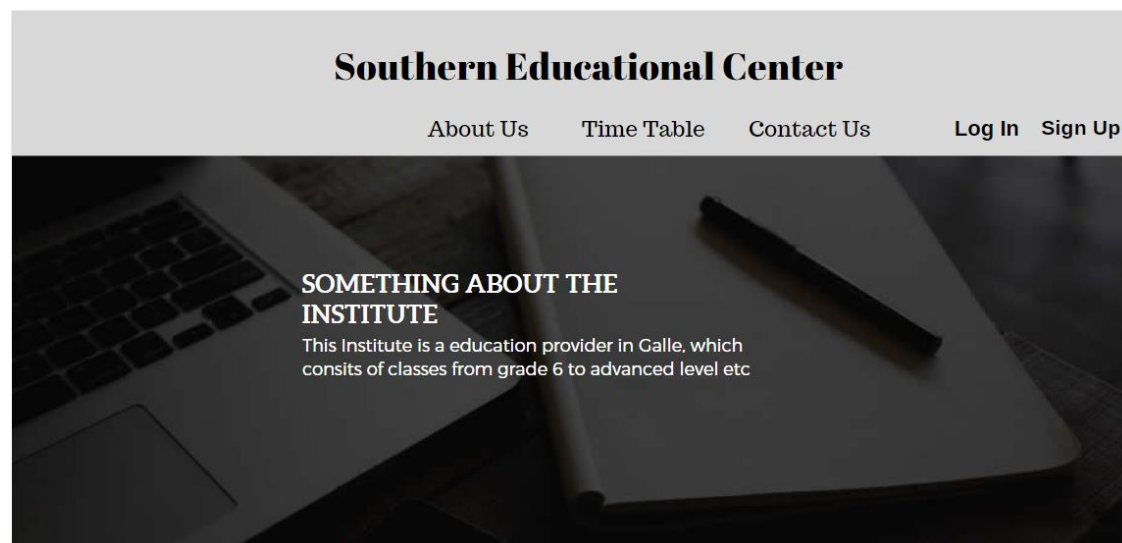 Southern Educational Center
About Us Time Table Contact Us Log In Sign Up
SOMETHING ABOUT THE
INSTITUTE
This Institute is a education provider in Galle, which
consits of classes from grade 6 to advanced level etc